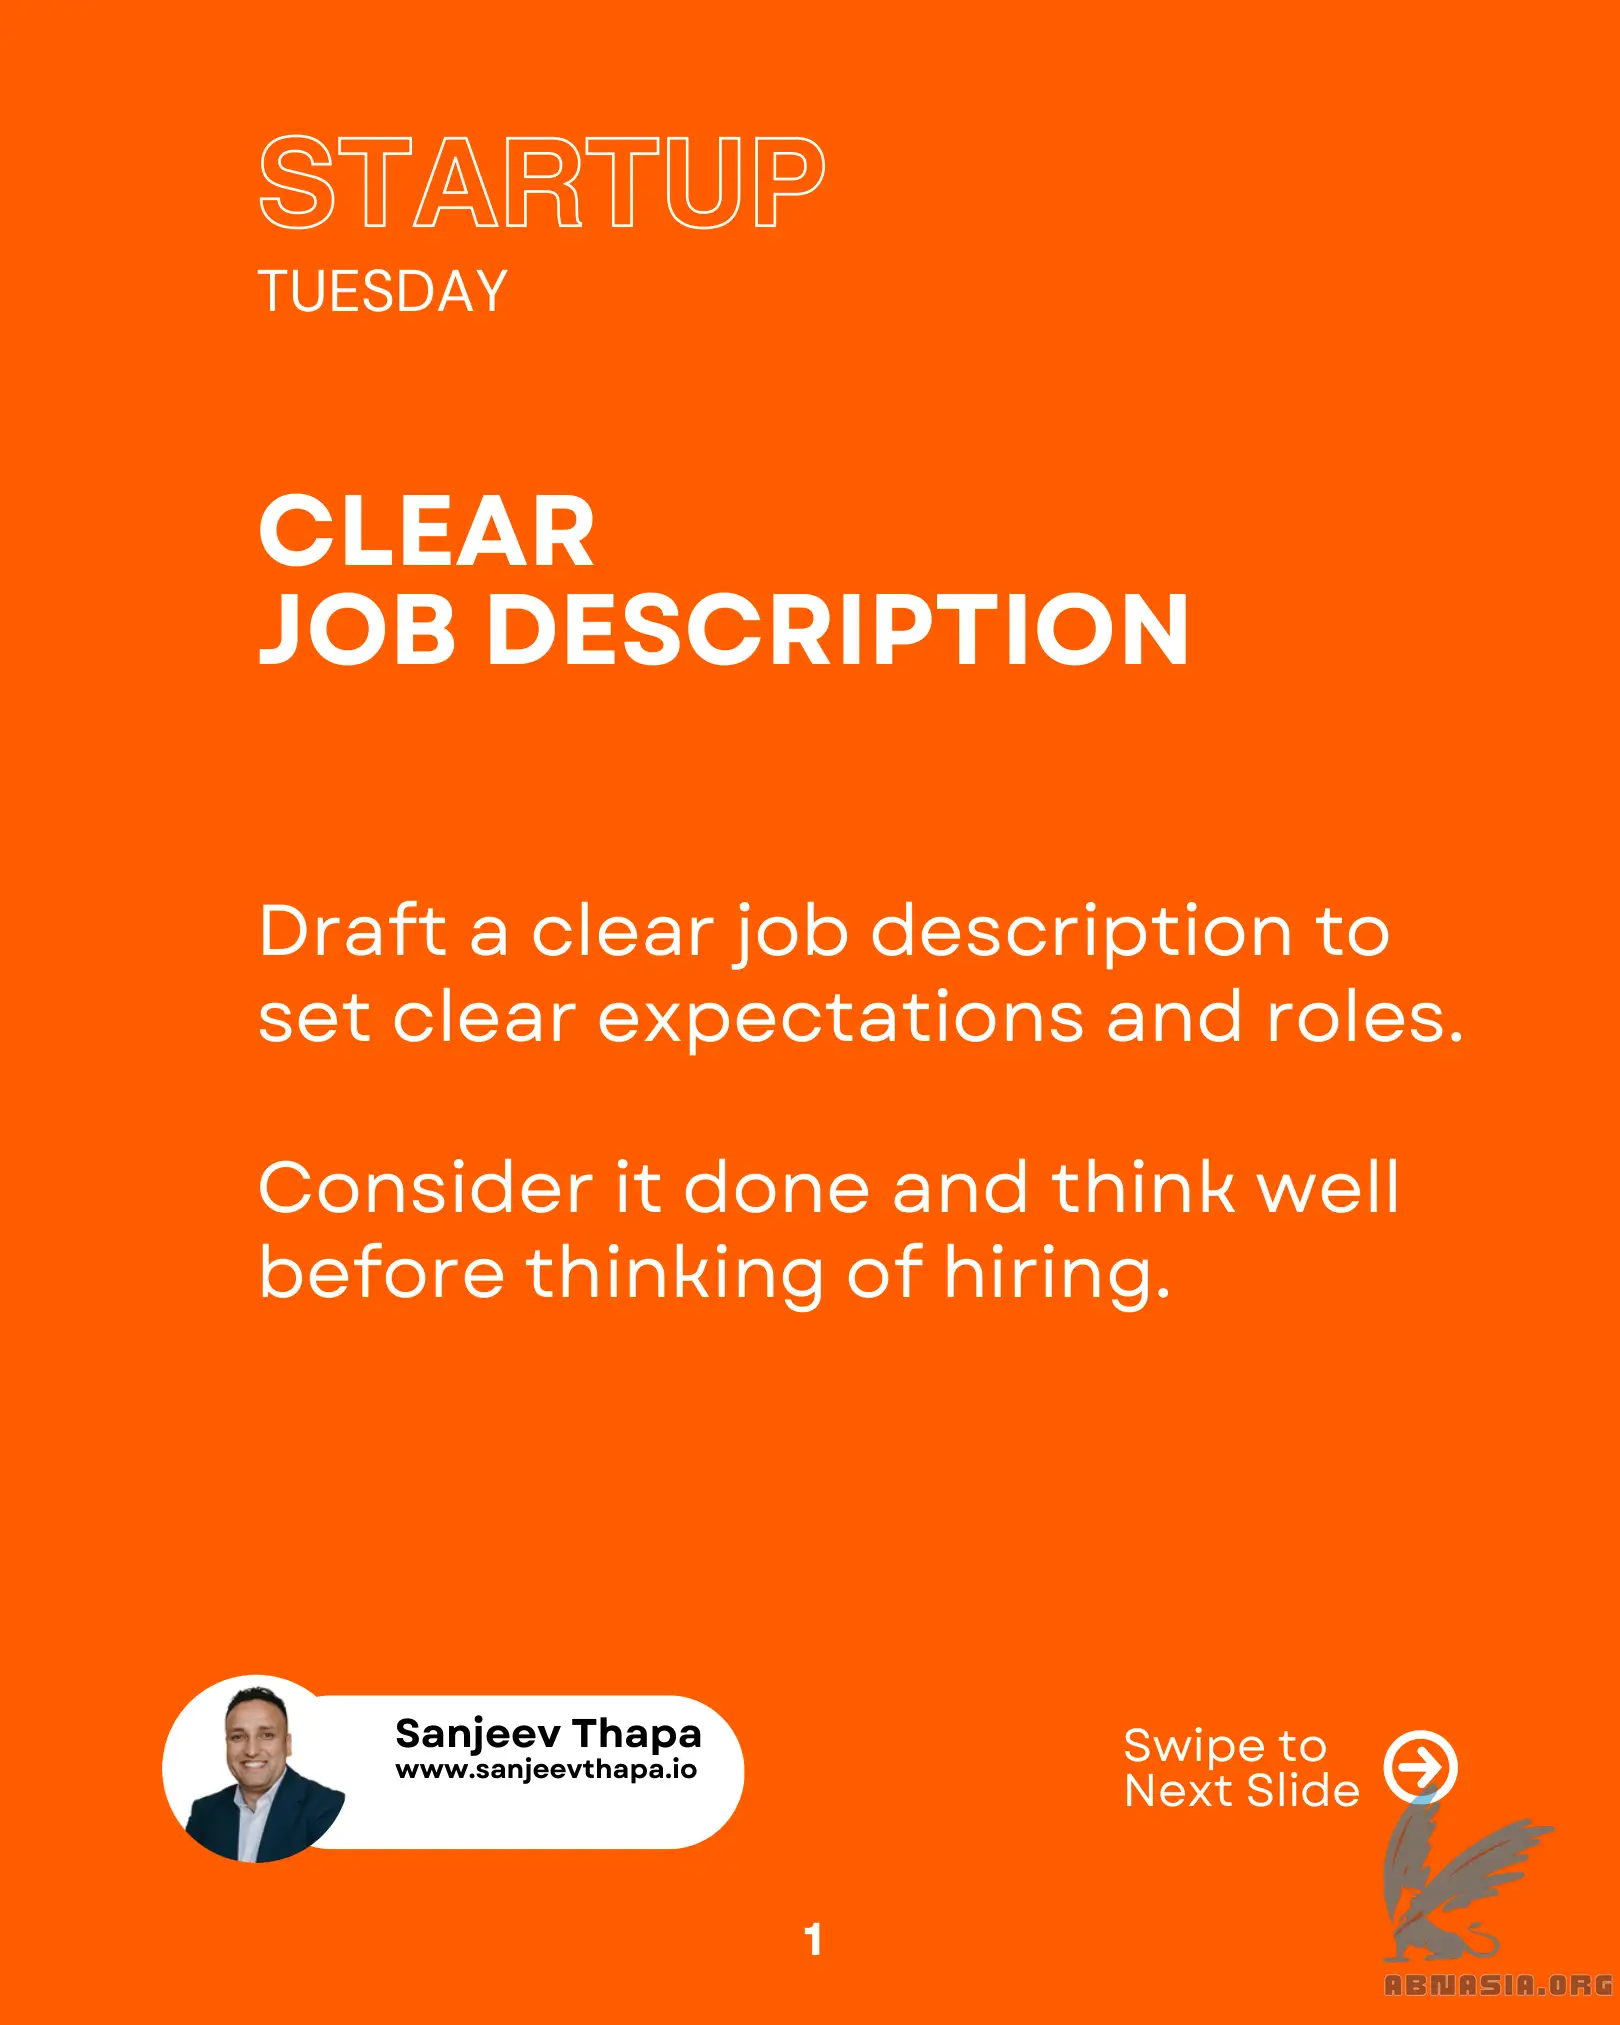 STARTUP
TUESDAY
CLEAR
JOB DESCRIPTION
Draft a clear job description to
set clear expectations and roles.
Consider it done and think well
before thinking of hiring.
Sanjeev Thapa
www.sanjeevthapa.io
Swipe to
Next Slide
1
ABNASIA.ORG